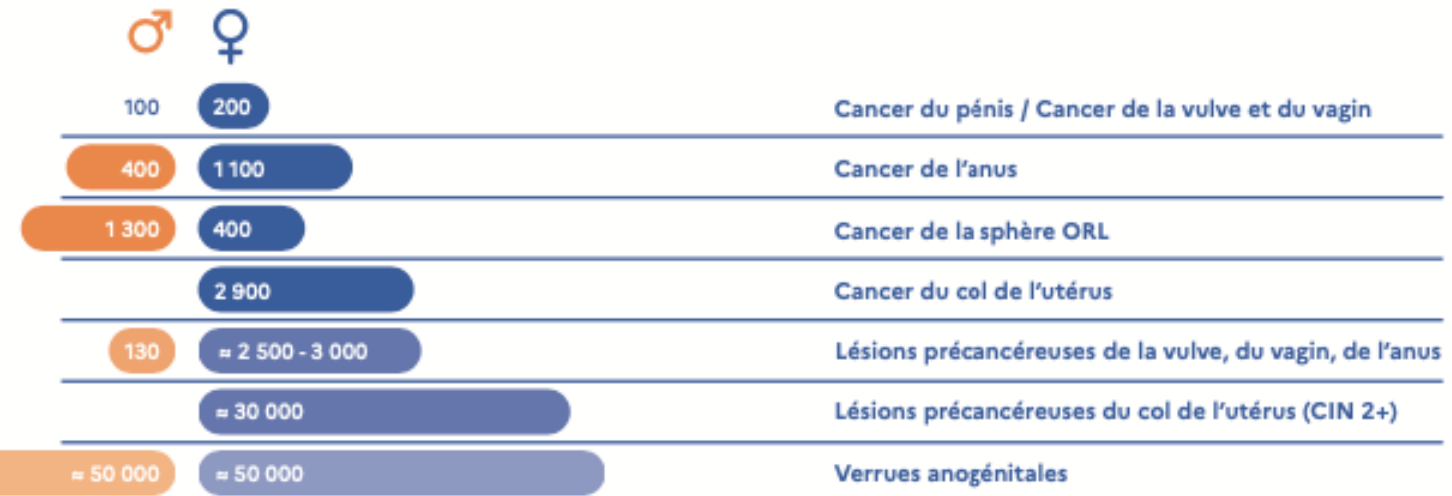 100 200 Cancer du pénis / Cancer de la vulve et du vagin
400 1 100 Cancer de l'anus
1 300 400 Cancer de la sphère ORL
2 900 Cancer du col de l'utérus
130 ≈ 2 500 - 3 000 Lésions précancéreuses de la vulve, du vagin, de l'anus
≈ 30 000 Lésions précancéreuses du col de l'utérus (CIN 2+)
≈ 50 000 ≈ 50 000 Verrues anogénitales